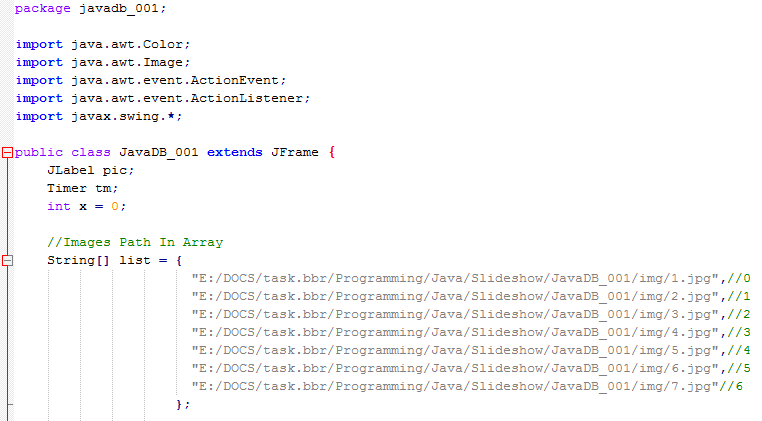 package javadb_001;
import java.awt.Color;
import java.awt.Image;
import java.awt.event.ActionEvent;
import java.awt.event.ActionListener;
import javax.swing.*;
public class JavaDB_001 extends JFrame {
JLabel pic;
Timer tm;
int x = 0;
//Images Path In Array
String[] list = {
"E:/DOCS/task.bbr/Programming/Java/Slideshow/JavaDB_001/img/1.jpg",//0
"E:/DOCS/task.bbr/Programming/Java/Slideshow/JavaDB_001/img/2.jpg",//1
"E:/DOCS/task.bbr/Programming/Java/Slideshow/JavaDB_001/img/3.jpg",//2
"E:/DOCS/task.bbr/Programming/Java/Slideshow/JavaDB_001/img/4.jpg",//3
"E:/DOCS/task.bbr/Programming/Java/Slideshow/JavaDB_001/img/5.jpg",//4
"E:/DOCS/task.bbr/Programming/Java/Slideshow/JavaDB_001/img/6.jpg",//5
"E:/DOCS/task.bbr/Programming/Java/Slideshow/JavaDB_001/img/7.jpg"//6
};